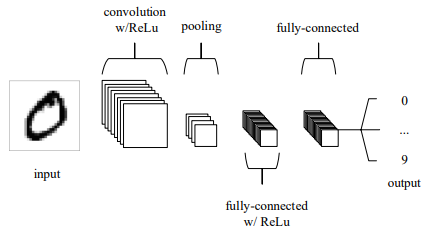 convolution
w/ReLu
pooling
fully-connected
0
...
9
input
output
fully-connected
w/ ReLu